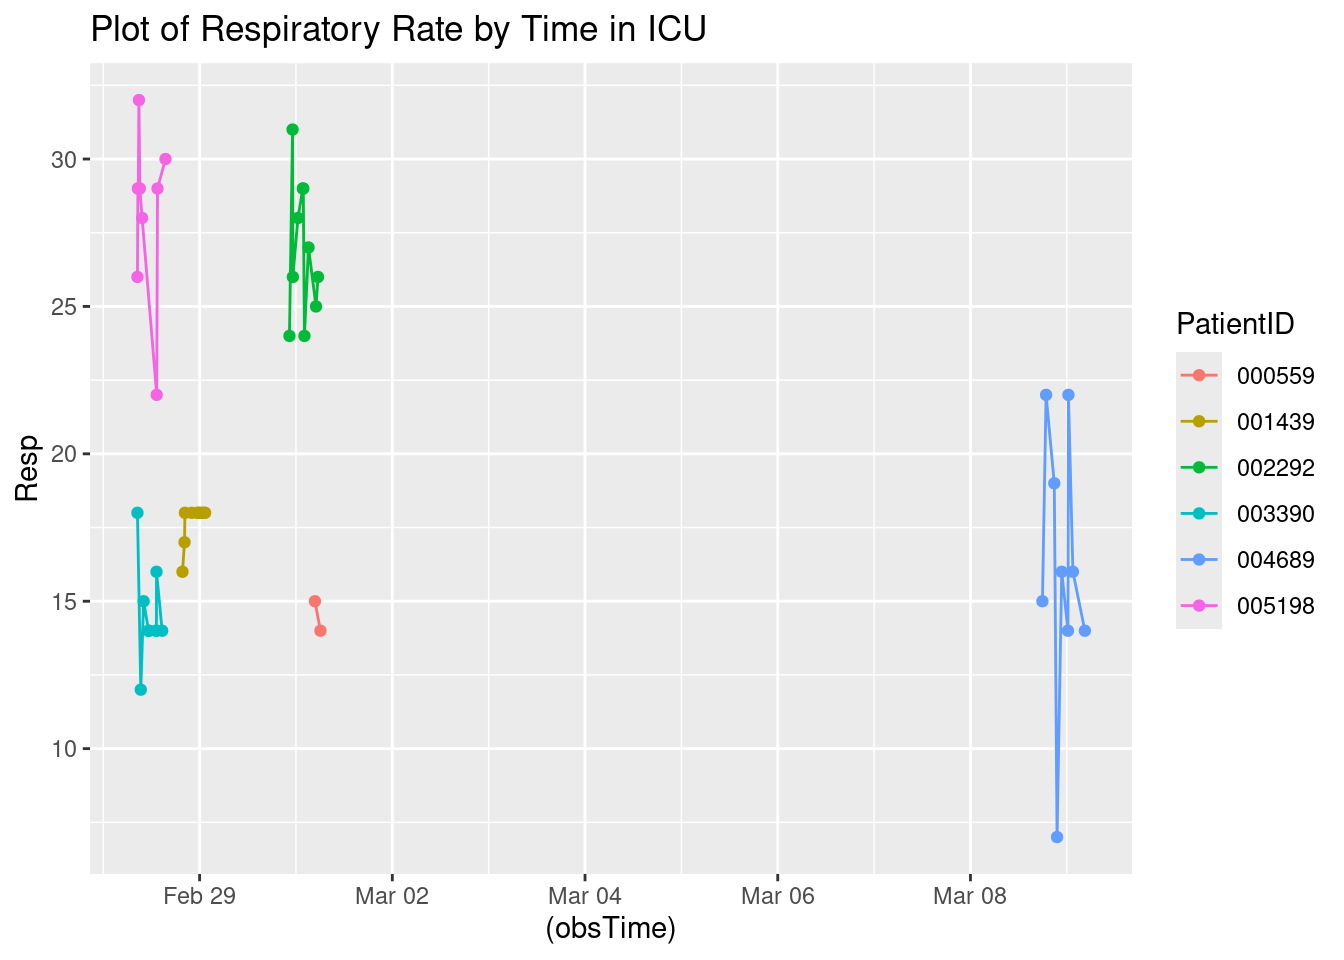 Plot of Respiratory Rate by Time in ICU
30
25
20
15
10
Resp
Feb 29 Mar 02 Mar 04 Mar 06 Mar 08
(obsTime)
PatientID
000559
001439
002292
003390
004689
005198